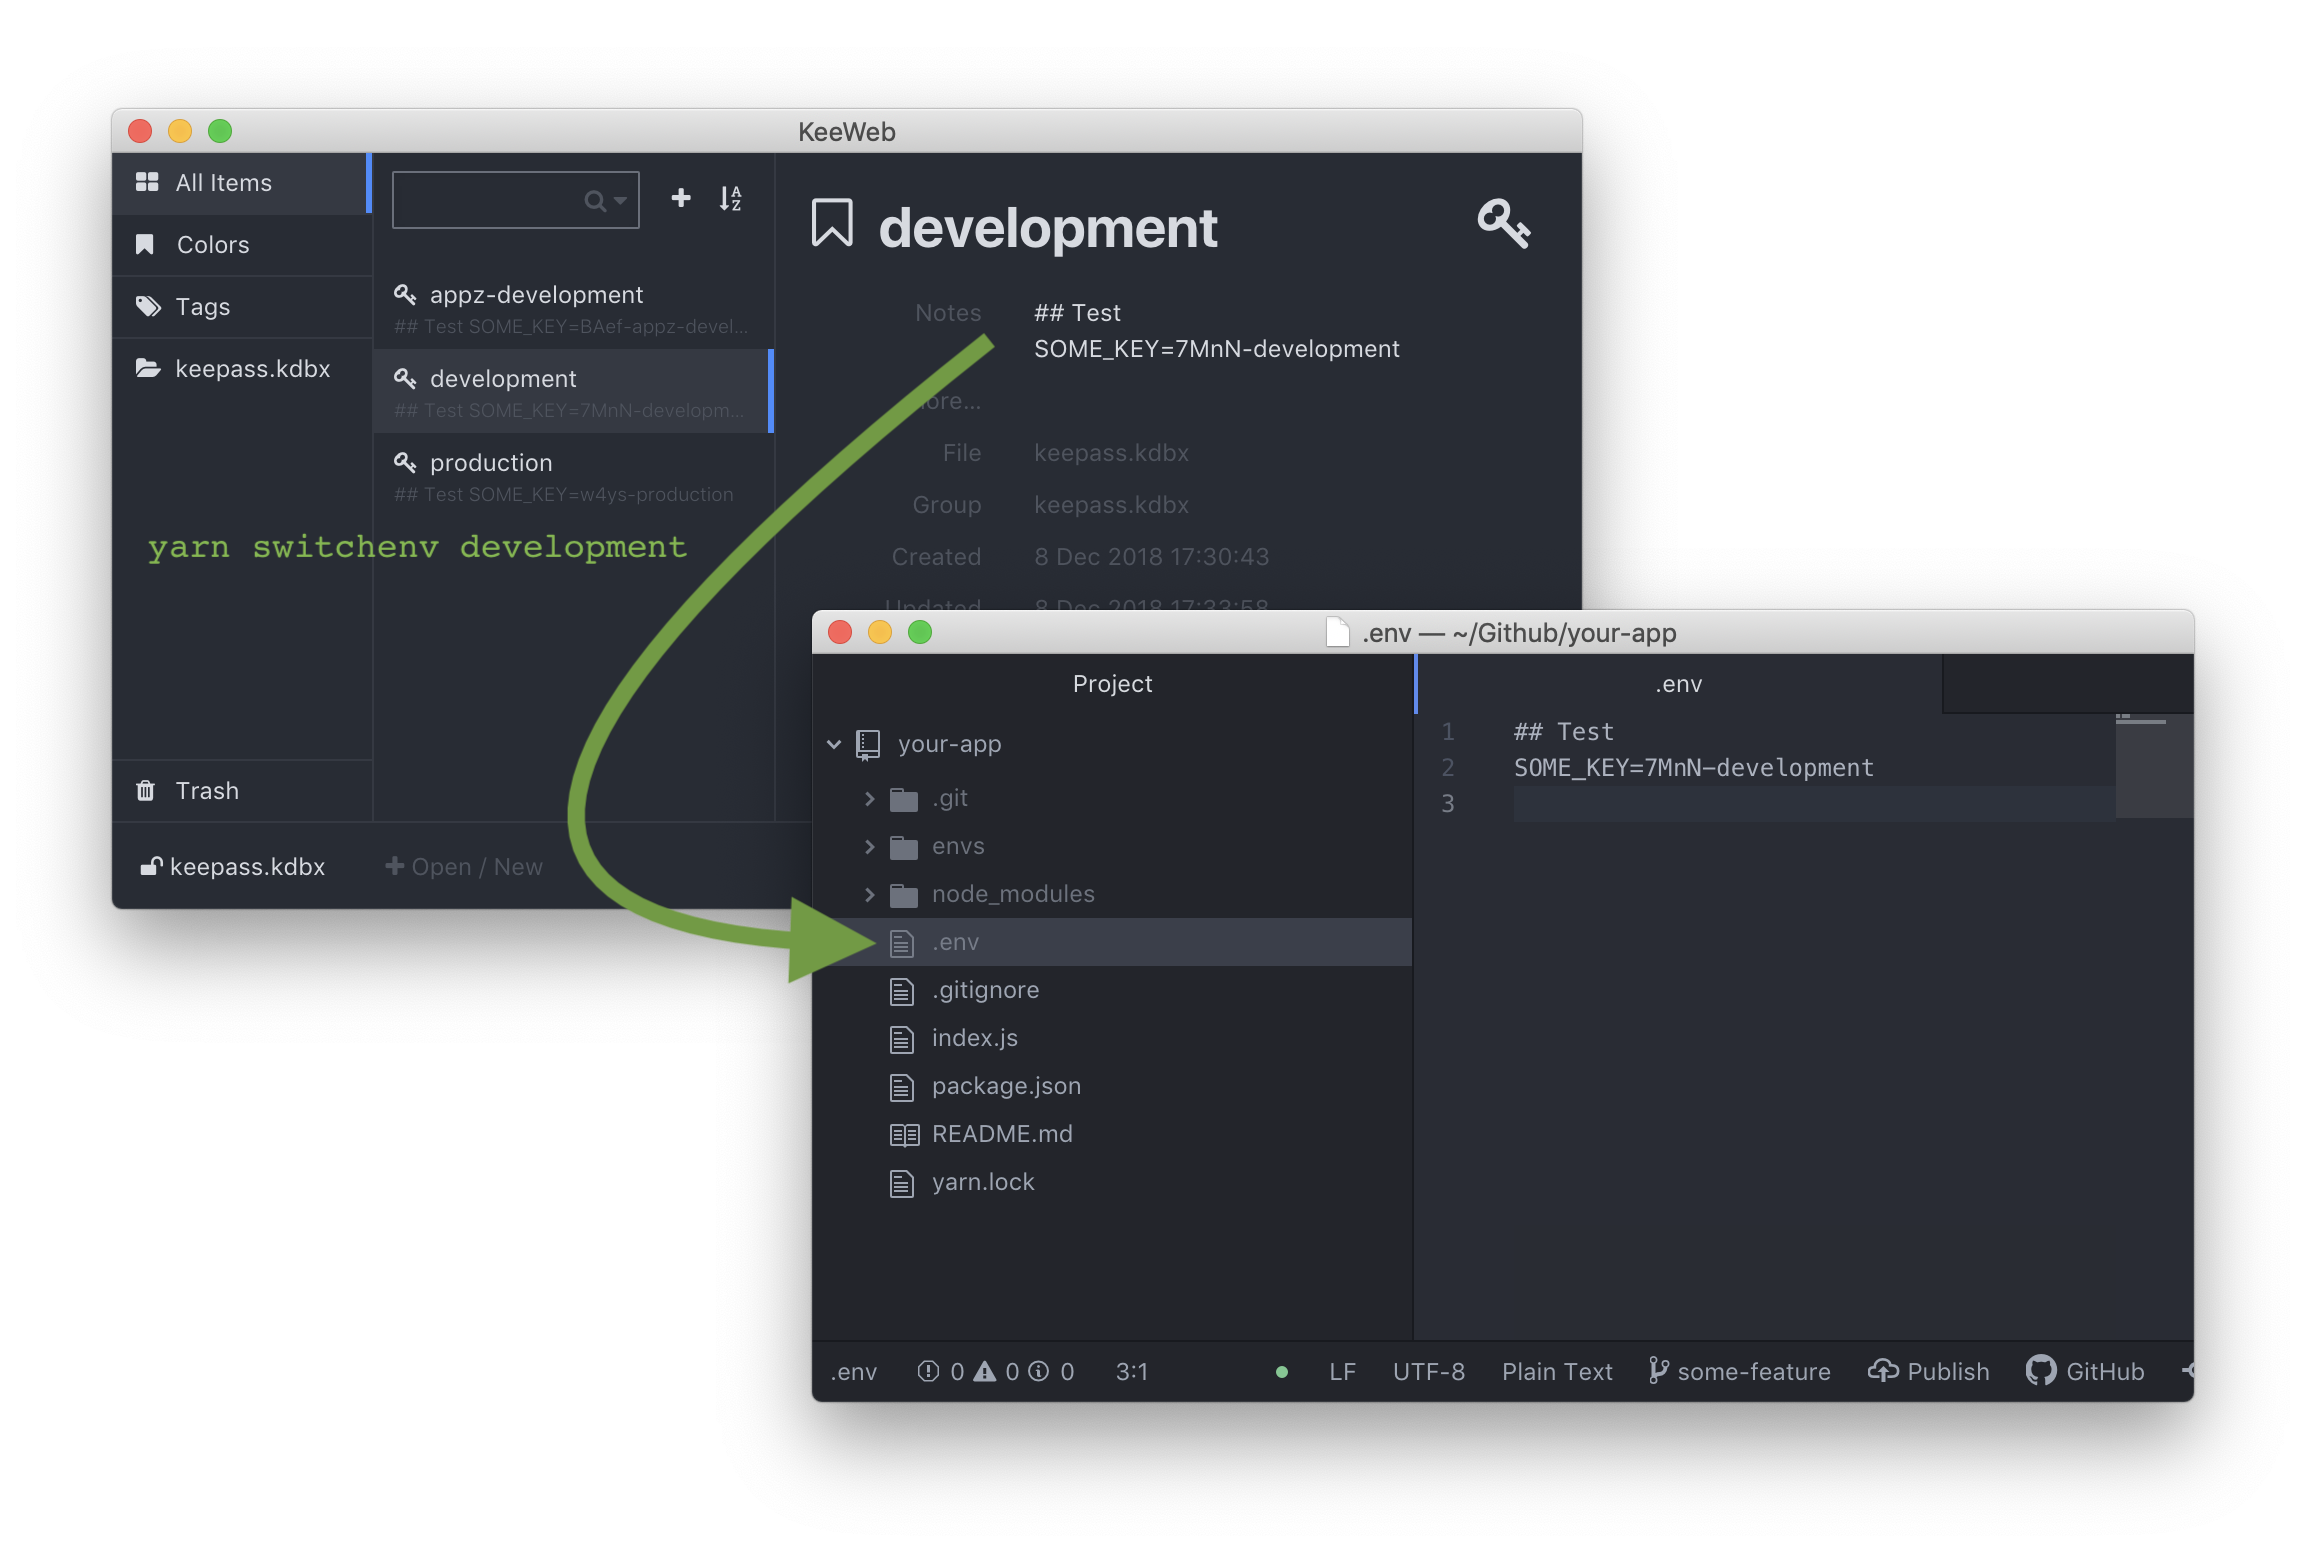 KeeWeb
All Items
Colors
Tags
keepass.kdbx
Trash
appz-development
## Test SOME_KEY=BAef-appz-devel...
development
## Test SOME_KEY=7MnN-developm...
production
## Test SOME_KEY=w4ys-production
yarn switchenv development
development
Notes
## Test
SOME_KEY=7MnN-development
File keepass.kdbx
Group keepass.kdbx
Created 8 Dec 2018 17:30:43
Updated 8 Dec 2018 17:33:58
keepass.kdbx
Open / New
.env — ~/Github/your-app
Project
your-app
.git
envs
node_modules
.env
.gitignore
index.js
package.json
README.md
yarn.lock
.env
1 ## Test
2 SOME_KEY=7MnN-development
3
.env 0 0 0 3:1 LF UTF-8 Plain Text some-feature Publish GitHub